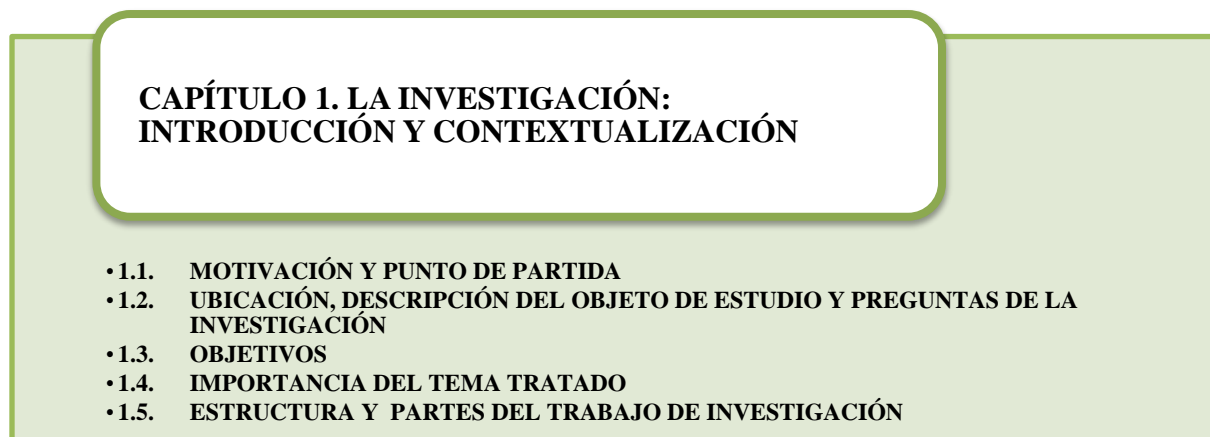 CAPÍTULO 1. LA INVESTIGACIÓN:
INTRODUCCIÓN Y CONTEXTUALIZACIÓN
•1.1. MOTIVACIÓN Y PUNTO DE PARTIDA
•1.2. UBICACIÓN, DESCRIPCIÓN DEL OBJETO DE ESTUDIO Y PREGUNTAS DE LA
INVESTIGACIÓN
•1.3. OBJETIVOS
•1.4. IMPORTANCIA DEL TEMA TRATADO
•1.5. ESTRUCTURA Y PARTES DEL TRABAJO DE INVESTIGACIÓN